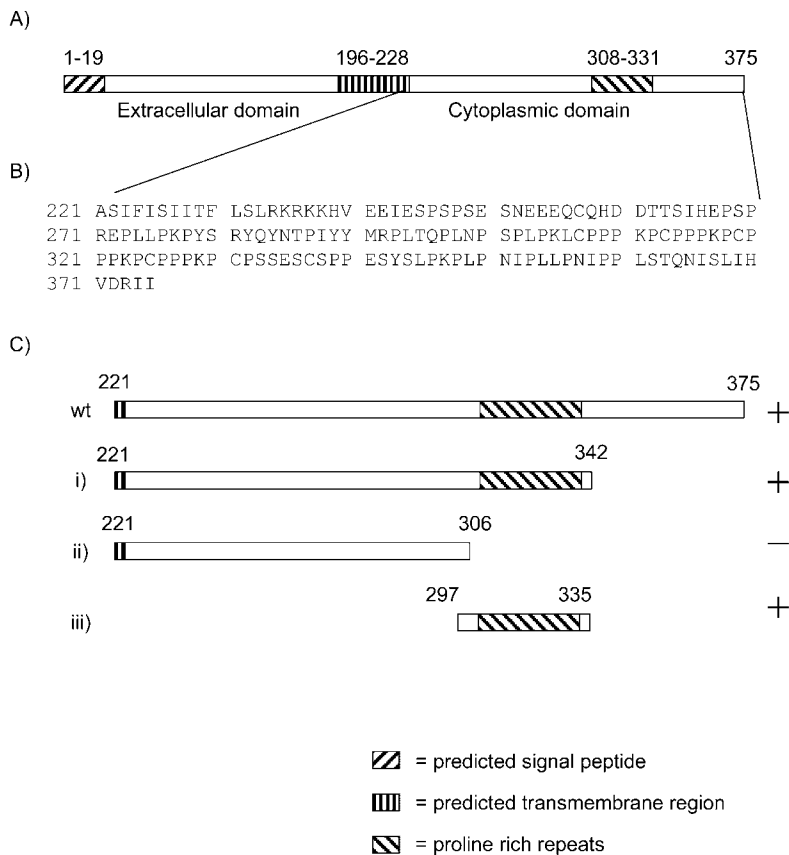 A)
1-19 196-228 308-331 375
Extracellular domain Cytoplasmic domain
B)
221 ASIFISIITF LSLRKRKKHV EEIESPSPSE SNEEEQCQHD DTTSIHEPSP
271 REPLLPKPYS RYQYNTPIYY MRPLTQPLNP SPLPKLCPPP KPCPPPKPCP
321 PPKPCPPPKP CPSSESCSPP ESYSLPKPLP NIPLLPNIPP LSTQNISLIH
371 VDRII
C)
221 375
wt +
221 342
i) +
221 306
ii) —
297 335
iii) +
= predicted signal peptide
= predicted transmembrane region
= proline rich repeats